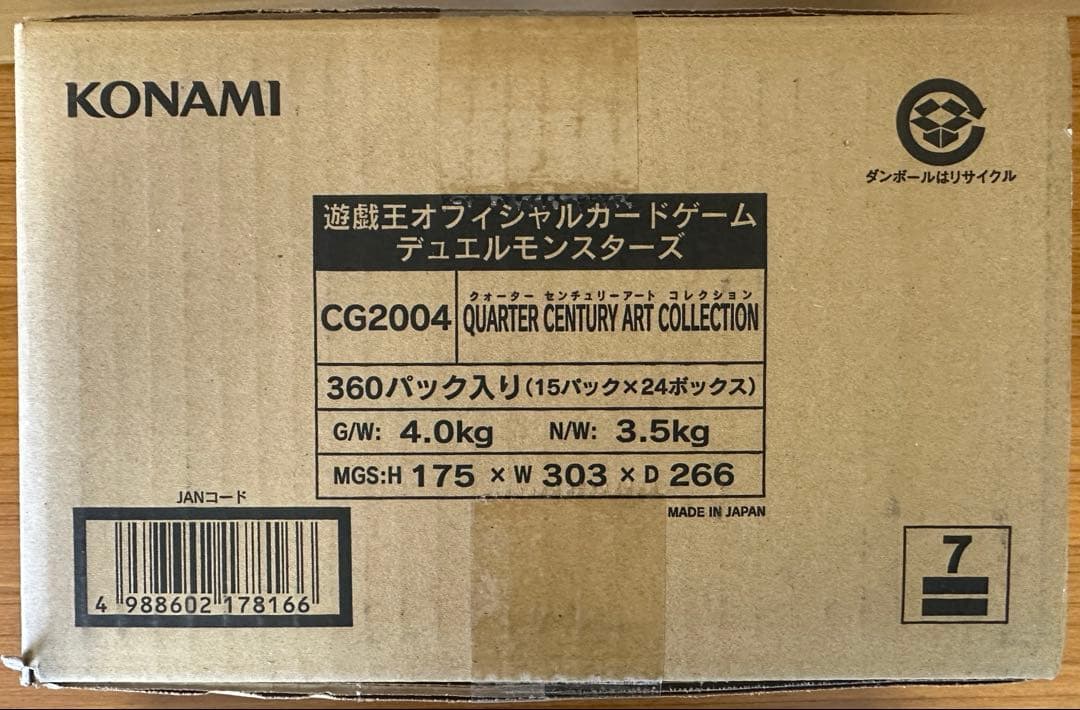 KONAMI
ダンボールはリサイクル
遊戯王オフィシャルカードゲーム
デュエルモンスターズ
CG2004
クォーター センチュリーアート コレクション
QUARTER CENTURY ART COLLECTION
360パック入り(15パック×24ボックス)
G/W: 4.0kg N/W: 3.5kg
MGS:H 175 × W 303 × D 266
MADE IN JAPAN
JANコード
4 988602 178166
7